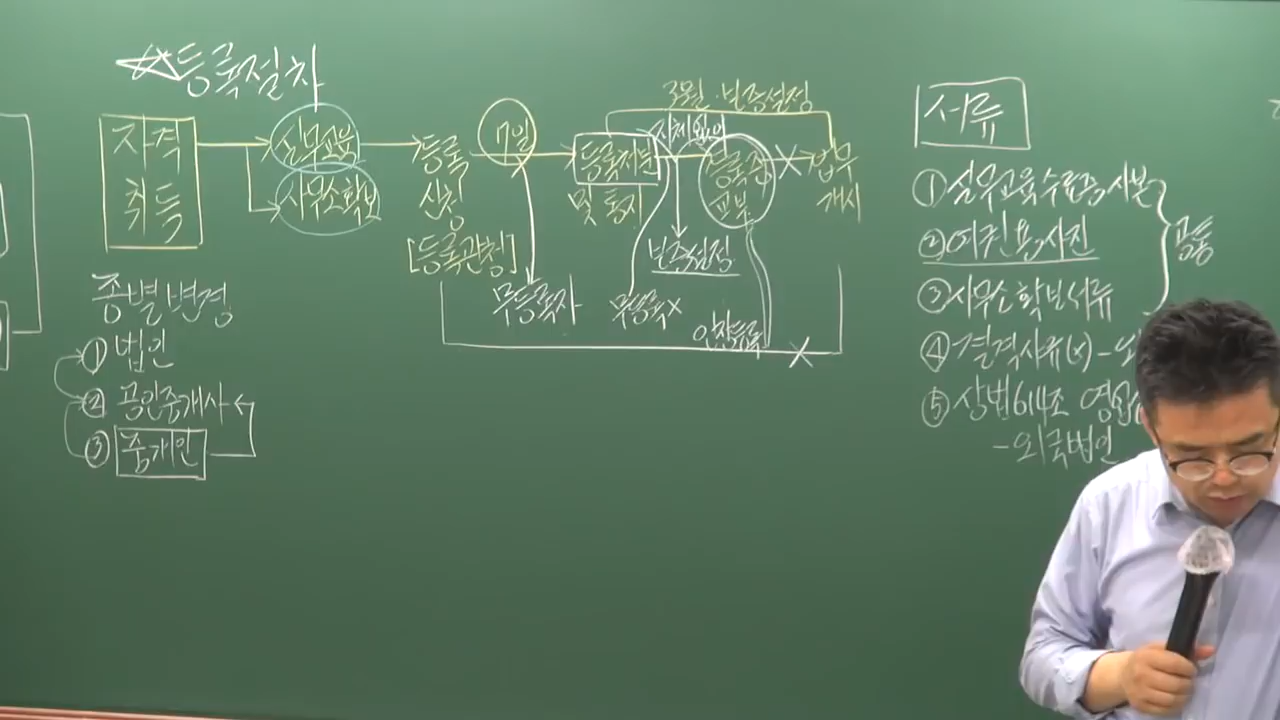 ☆등록절차
자격
취득
실무교육
사무소확보
등록
신청
[등록관청]
7일
등록처분
및 통지
3월 보증설정
지체없이
등록증
교부
업무
개시
보증설정
무등록자
무등록x
인장등록
종별변경
① 법인
② 공인중개사
③ 중개인
서류
① 실무교육수료증사본
② 여권용사진
③ 사무소확보서류
④ 결격사유(x) -
⑤ 상법614조 영업
- 외국법인
공통